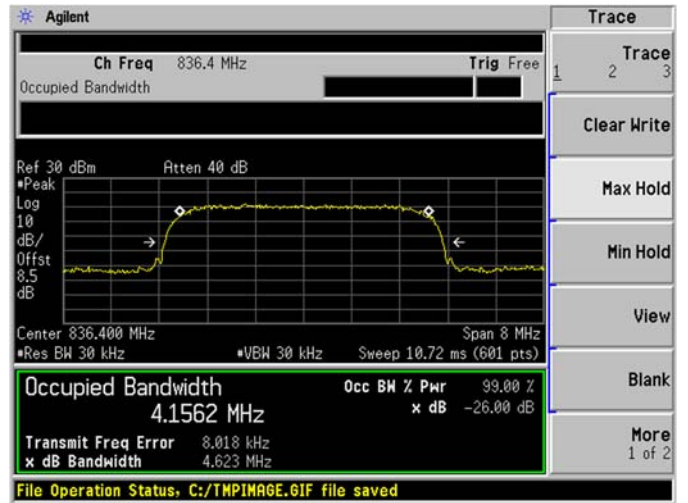 Agilent
Trace
Ch Freq 836.4 MHz Trig Free
Occupied Bandwidth
Trace
1 2 3
Clear Write
Max Hold
Min Hold
View
Blank
More
1 of 2
Ref 30 dBm Atten 40 dB
Peak
Log
10
dB/
Offst
8.5
dB
Center 836.400 MHz Span 8 MHz
Res BW 30 kHz VBW 30 kHz Sweep 10.72 ms (601 pts)
Occupied Bandwidth
4.1562 MHz
Occ BW % Pwr 99.00 %
x dB -26.00 dB
Transmit Freq Error 8.018 kHz
x dB Bandwidth 4.623 MHz
File Operation Status, C:/TMPIMAGE.GIF file saved